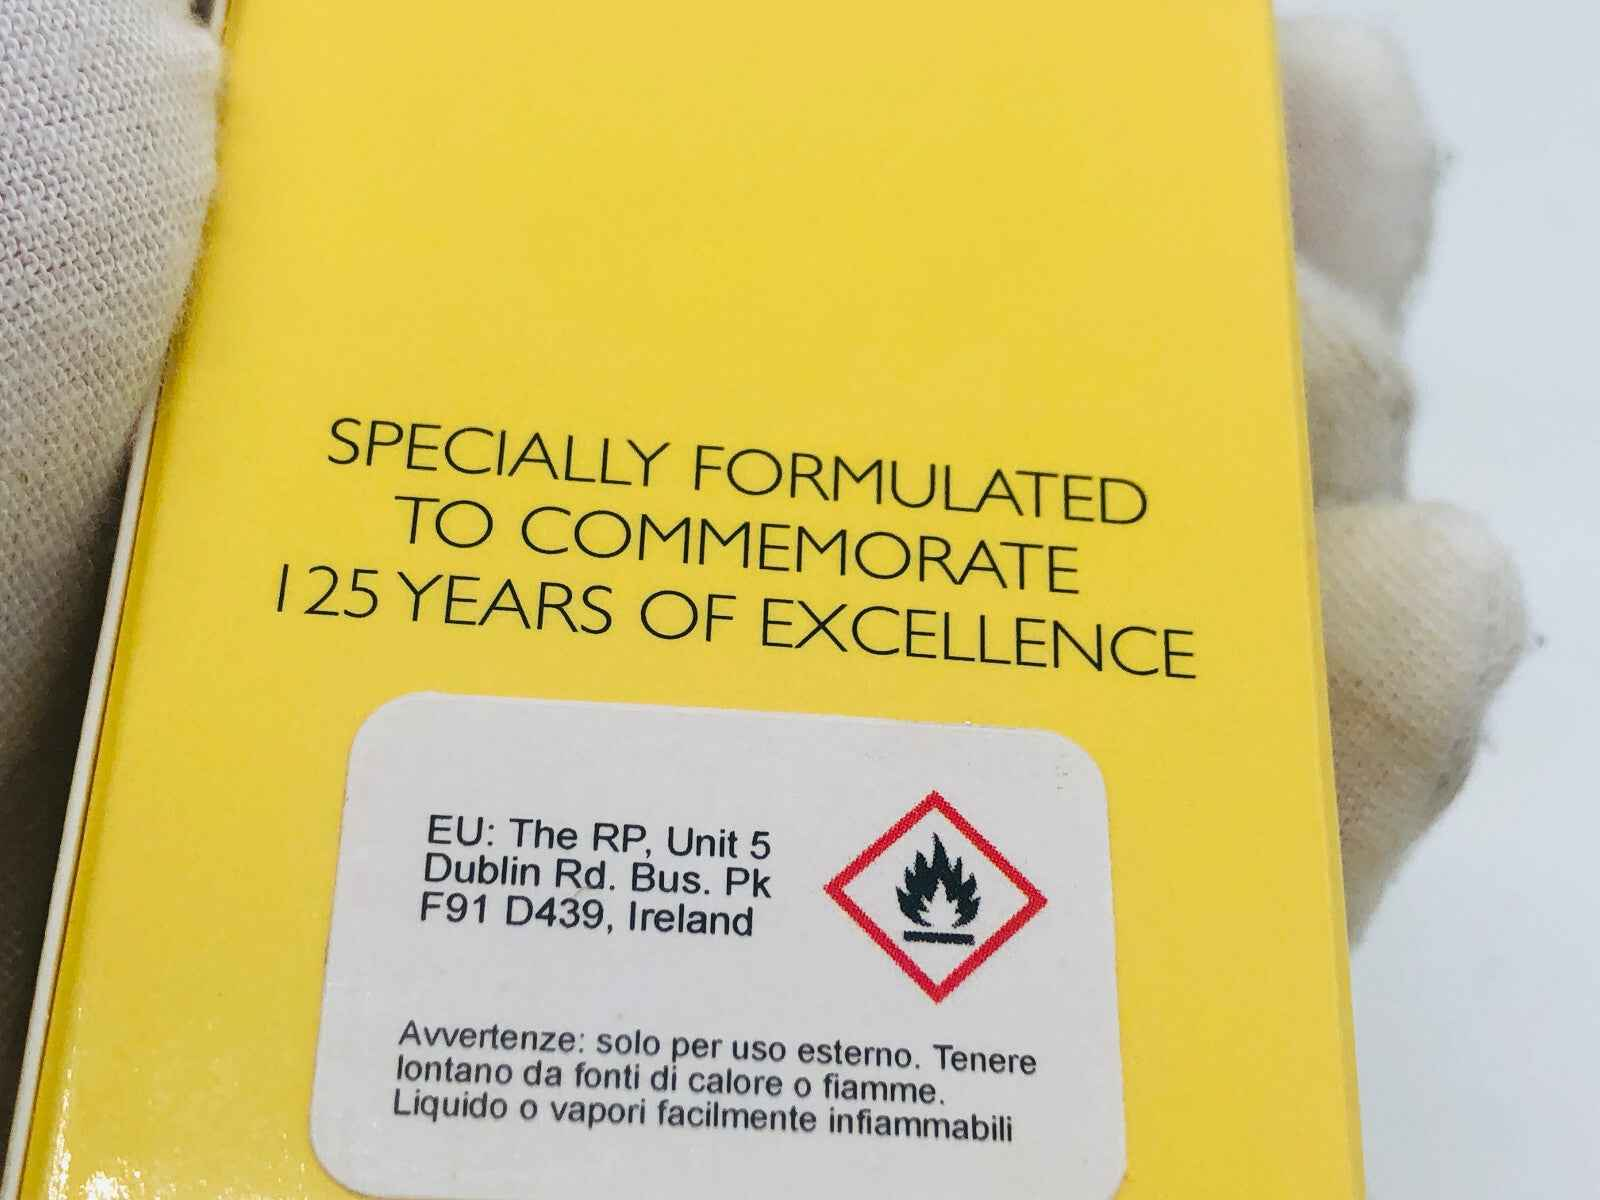 SPECIALLY FORMULATED
TO COMMEMORATE
125 YEARS OF EXCELLENCE
EU: The RP, Unit 5
Dublin Rd. Bus. Pk
F91 D439, Ireland
Avvertenze: solo per uso esterno. Tenere
lontano da fonti di calore o fiamme.
Liquido o vapori facilmente infiammabili